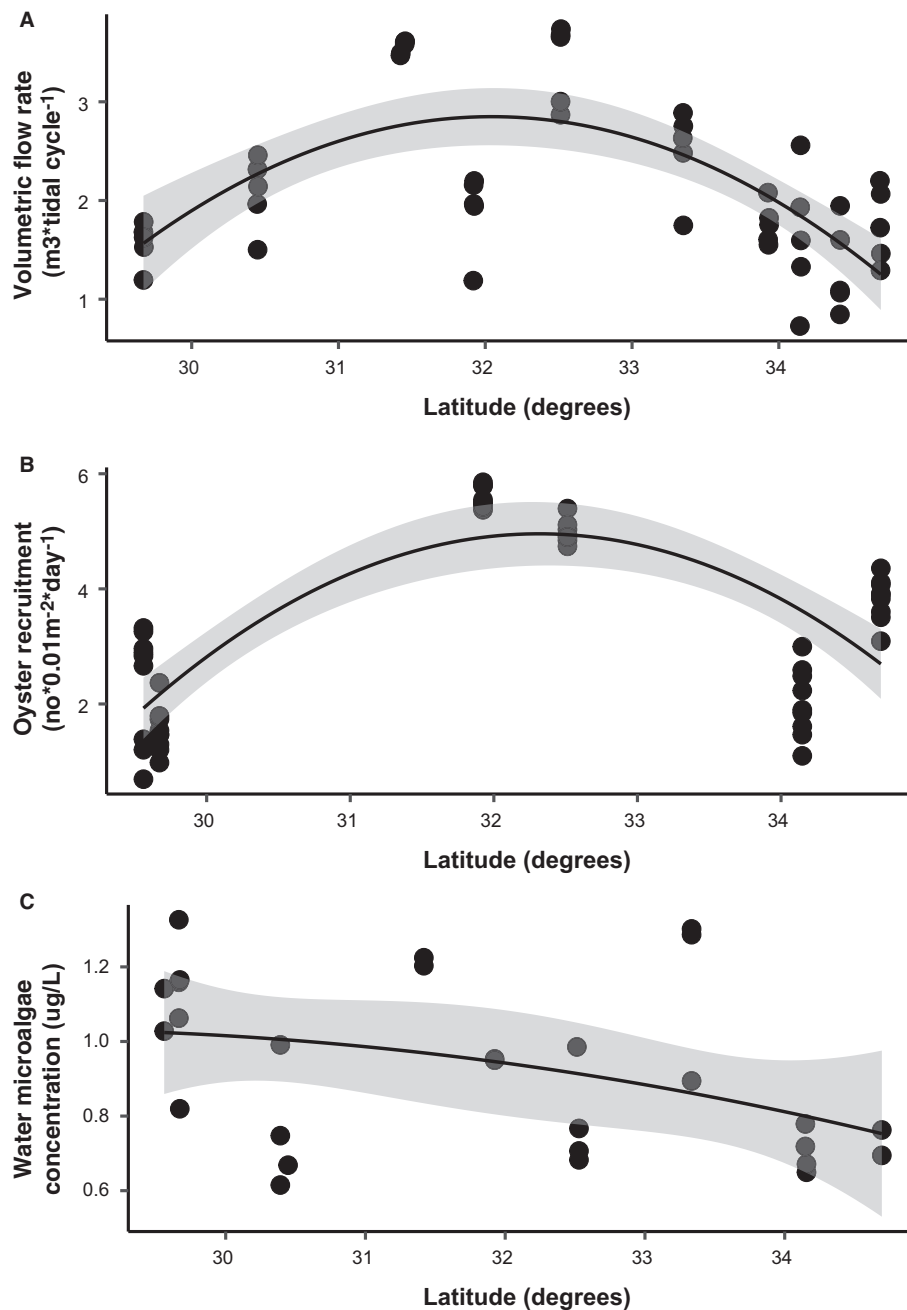 A
Volumetric flow rate
(m3*tidal cycle⁻¹)
3
2
1
30 31 32 33 34
Latitude (degrees)
B
Oyster recruitment
(no*0.01m⁻²*day⁻¹)
6
4
2
30 31 32 33 34
Latitude (degrees)
C
Water microalgae
concentration (ug/L)
1.2
1.0
0.8
0.6
30 31 32 33 34
Latitude (degrees)